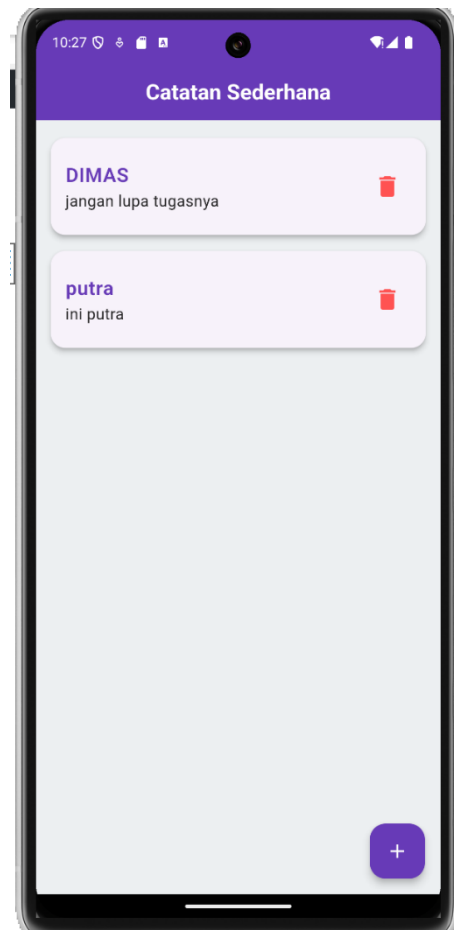 10:27
Catatan Sederhana
DIMAS
jangan lupa tugasnya
putra
ini putra
+